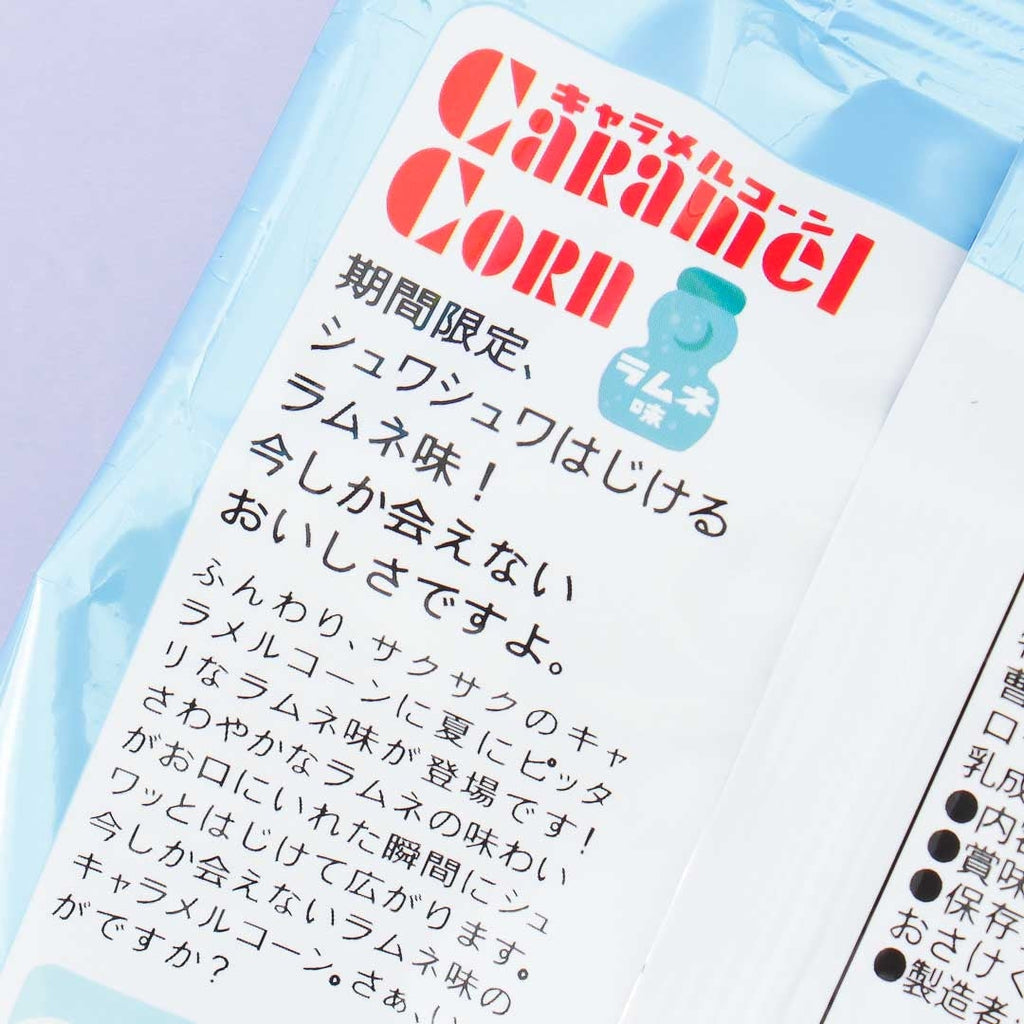 キャラメルコーン
Caramel
Corn
ラムネ
味
期間限定、
シュワシュワはじける
ラムネ味！
今しか会えない
おいしさですよ。
ふんわり、サクサクのキャ
ラメルコーンに夏にピッタ
リなラムネ味が登場です！
さわやかなラムネの味わい
がお口にいれた瞬間にシュ
ワッとはじけて広がります。
今しか会えないラムネ味の
キャラメルコーン。さぁ、い
がですか？
曹
口
乳成
●内容
●賞味
●保存
おさけく
●製造者